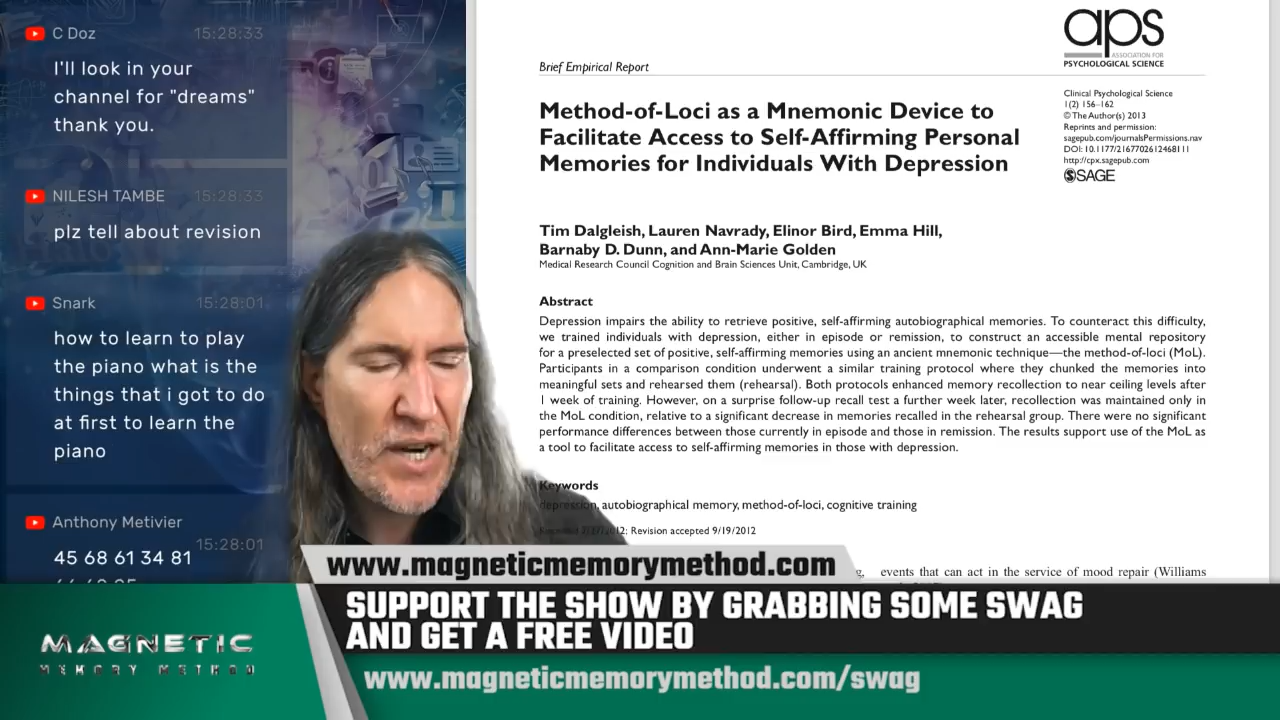 C Doz 15:28:33
I'll look in your
channel for "dreams"
thank you.
NILESH TAMBE 15:28:33
plz tell about revision
Snark 15:28:01
how to learn to play
the piano what is the
things that i got to do
at first to learn the
piano
Anthony Metivier 15:28:01
45 68 61 34 81
aps
ASSOCIATION FOR
PSYCHOLOGICAL SCIENCE
Brief Empirical Report
Method-of-Loci as a Mnemonic Device to
Facilitate Access to Self-Affirming Personal
Memories for Individuals With Depression
Clinical Psychological Science
1(2) 156–162
© The Author(s) 2013
Reprints and permission:
sagepub.com/journalsPermissions.nav
DOI: 10.1177/2167702612468111
http://cpx.sagepub.com
SAGE
Tim Dalgleish, Lauren Navrady, Elinor Bird, Emma Hill,
Barnaby D. Dunn, and Ann-Marie Golden
Medical Research Council Cognition and Brain Sciences Unit, Cambridge, UK
Abstract
Depression impairs the ability to retrieve positive, self-affirming autobiographical memories. To counteract this difficulty,
we trained individuals with depression, either in episode or remission, to construct an accessible mental repository
for a preselected set of positive, self-affirming memories using an ancient mnemonic technique—the method-of-loci (MoL).
Participants in a comparison condition underwent a similar training protocol where they chunked the memories into
meaningful sets and rehearsed them (rehearsal). Both protocols enhanced memory recollection to near ceiling levels after
1 week of training. However, on a surprise follow-up recall test a further week later, recollection was maintained only in
the MoL condition, relative to a significant decrease in memories recalled in the rehearsal group. There were no significant
performance differences between those currently in episode and those in remission. The results support use of the MoL as
a tool to facilitate access to self-affirming memories in those with depression.
Keywords
depression, autobiographical memory, method-of-loci, cognitive training
Revision accepted 9/19/2012
events that can act in the service of mood repair (Williams
www.magneticmemorymethod.com
SUPPORT THE SHOW BY GRABBING SOME SWAG
AND GET A FREE VIDEO
www.magneticmemorymethod.com/swag
MAGNETIC
MEMORY METHOD